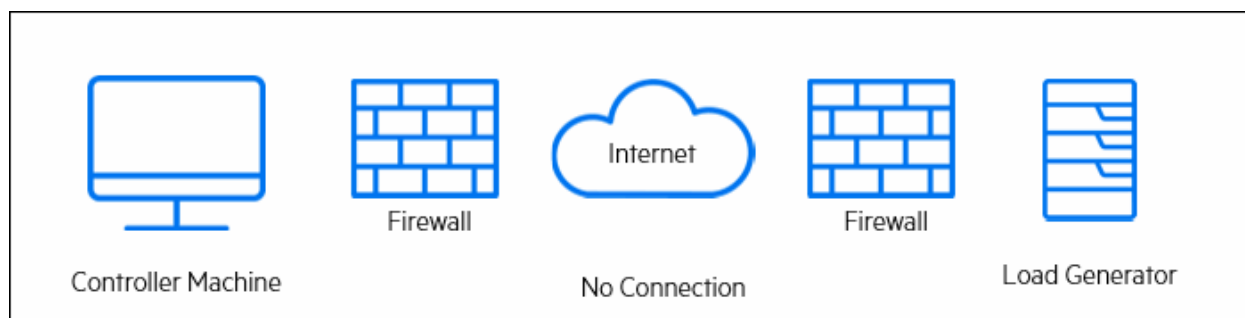 Internet
Firewall
Firewall
Controller Machine
No Connection
Load Generator